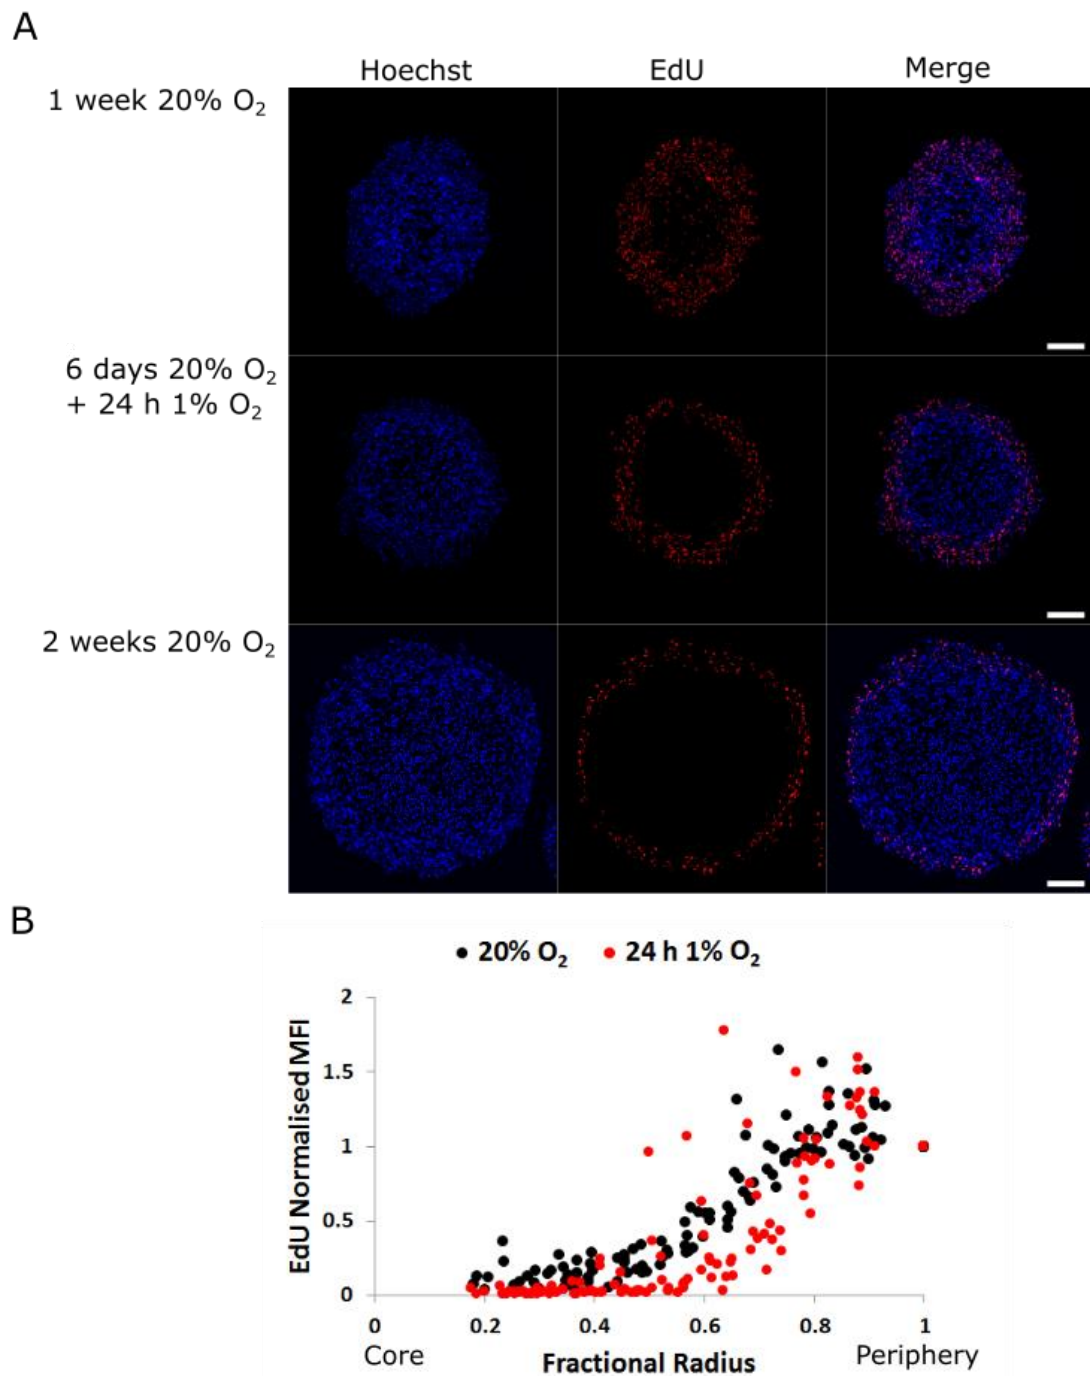 A
Hoechst EdU Merge
1 week 20% O₂
6 days 20% O₂
+ 24 h 1% O₂
2 weeks 20% O₂
B
20% O₂ 24 h 1% O₂
2
1.5
1
0.5
0
EdU Normalised MFI
0 0.2 0.4 0.6 0.8 1
Core Fractional Radius Periphery